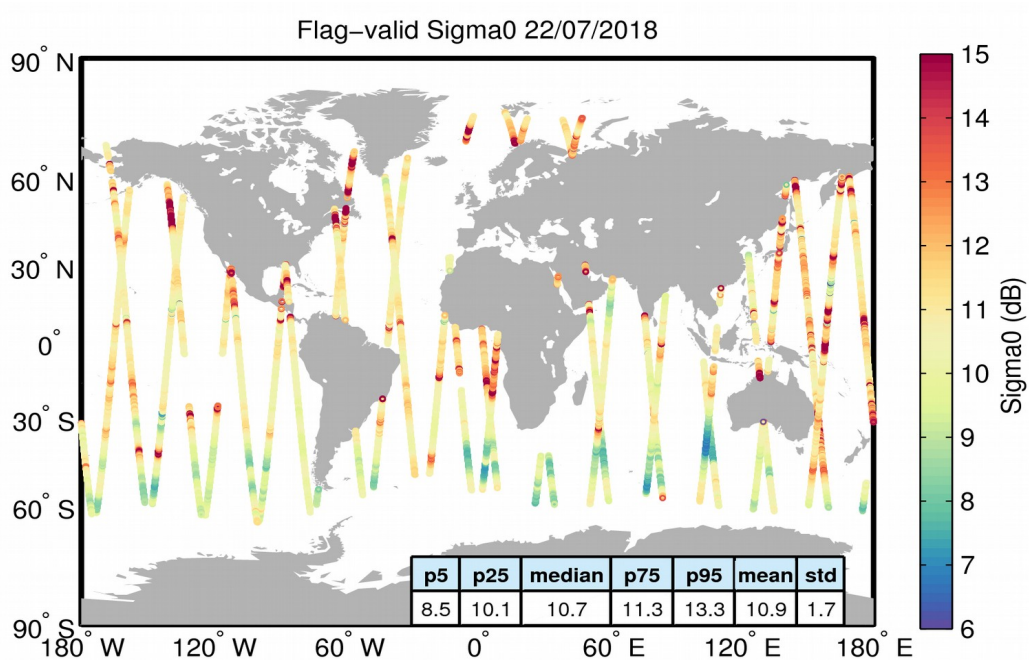 Flag−valid Sigma0 22/07/2018
90° N
60° N
30° N
0°
30° S
60° S
90° S
180° W
120° W
60° W
0°
60° E
120° E
180° E
p5 p25 median p75 p95 mean std
8.5 10.1 10.7 11.3 13.3 10.9 1.7
15
14
13
12
11
10
9
8
7
6
Sigma0 (dB)